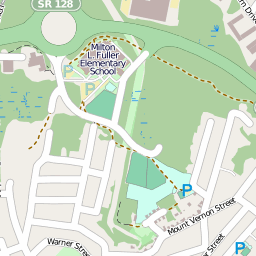 SR 128
Milton
L. Fuller
Elementary
School
P
P
P
P
Mount Vernon Street
Warner Street